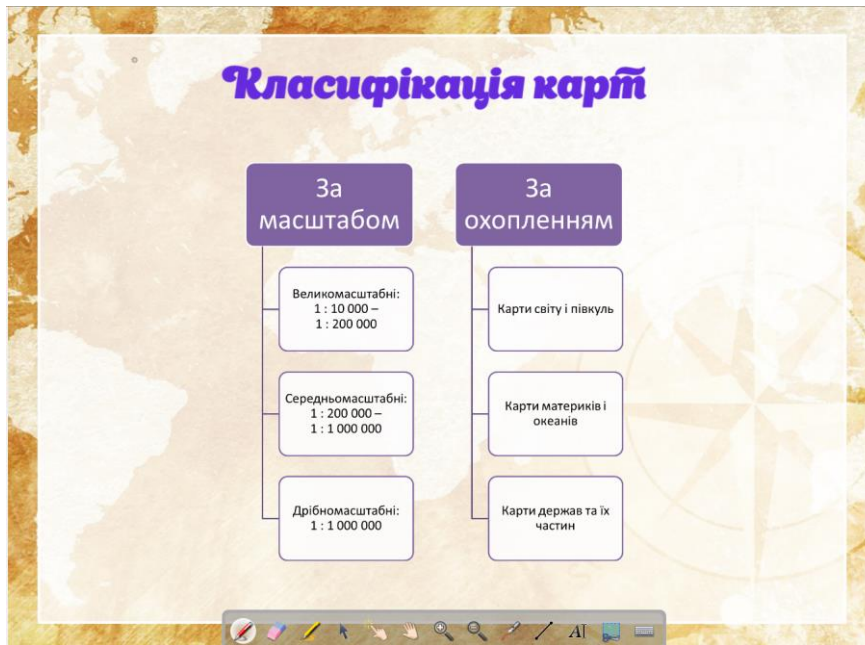 Класифікація карт
За
масштабом
Великомасштабні:
1 : 10 000 –
1 : 200 000
Середньомасштабні:
1 : 200 000 –
1 : 1 000 000
Дрібномасштабні:
1 : 1 000 000
За
охопленням
Карти світу і півкуль
Карти материків і
океанів
Карти держав та їх
частин